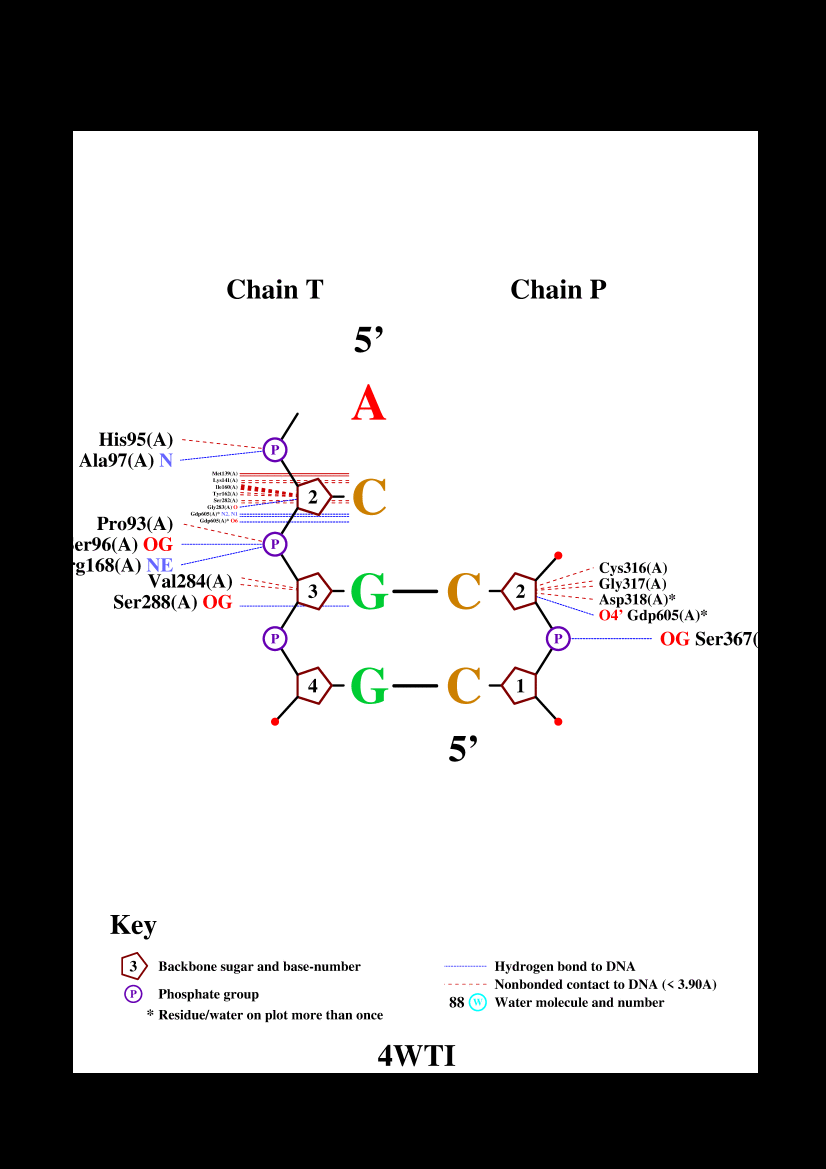 Chain T
Chain P
5’
A
His95(A)
P
Ala97(A) N
Met139(A)
Lys141(A)
Ile160(A)
Tyr162(A)
Ser282(A)
Gly283(A) O
Gdp605(A)* N2, N1
Gdp605(A)* O6
2
C
Pro93(A)
er96(A) OG
P
rg168(A) NE
Val284(A)
Ser288(A) OG
3
G
C
2
Cys316(A)
Gly317(A)
Asp318(A)*
O4’ Gdp605(A)*
P
P
OG Ser367(
4
G
C
1
5’
Key
3 Backbone sugar and base-number
Hydrogen bond to DNA
Nonbonded contact to DNA (< 3.90A)
P Phosphate group
88 W Water molecule and number
* Residue/water on plot more than once
4WTI